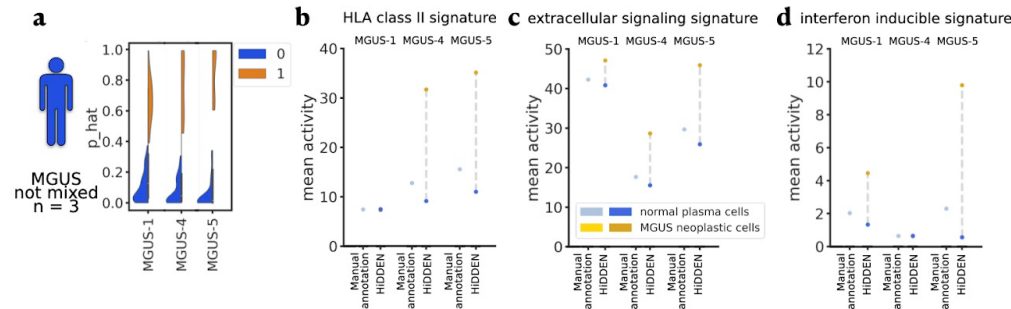 a
1.0
0.8
0.6
0.4
0.2
0.0
p_hat
0
1
MGUS
not mixed
n = 3
MGUS-1
MGUS-4
MGUS-5
b
HLA class II signature
MGUS-1 MGUS-4 MGUS-5
40
30
20
10
0
mean activity
Manual
annotation
HiDDEN
Manual
annotation
HiDDEN
Manual
annotation
HiDDEN
c
extracellular signaling signature
MGUS-1 MGUS-4 MGUS-5
50
40
30
20
10
0
mean activity
normal plasma cells
MGUS neoplastic cells
Manual
annotation
HiDDEN
Manual
annotation
HiDDEN
Manual
annotation
HiDDEN
d
interferon inducible signature
MGUS-1 MGUS-4 MGUS-5
12
10
8
6
4
2
0
mean activity
Manual
annotation
HiDDEN
Manual
annotation
HiDDEN
Manual
annotation
HiDDEN